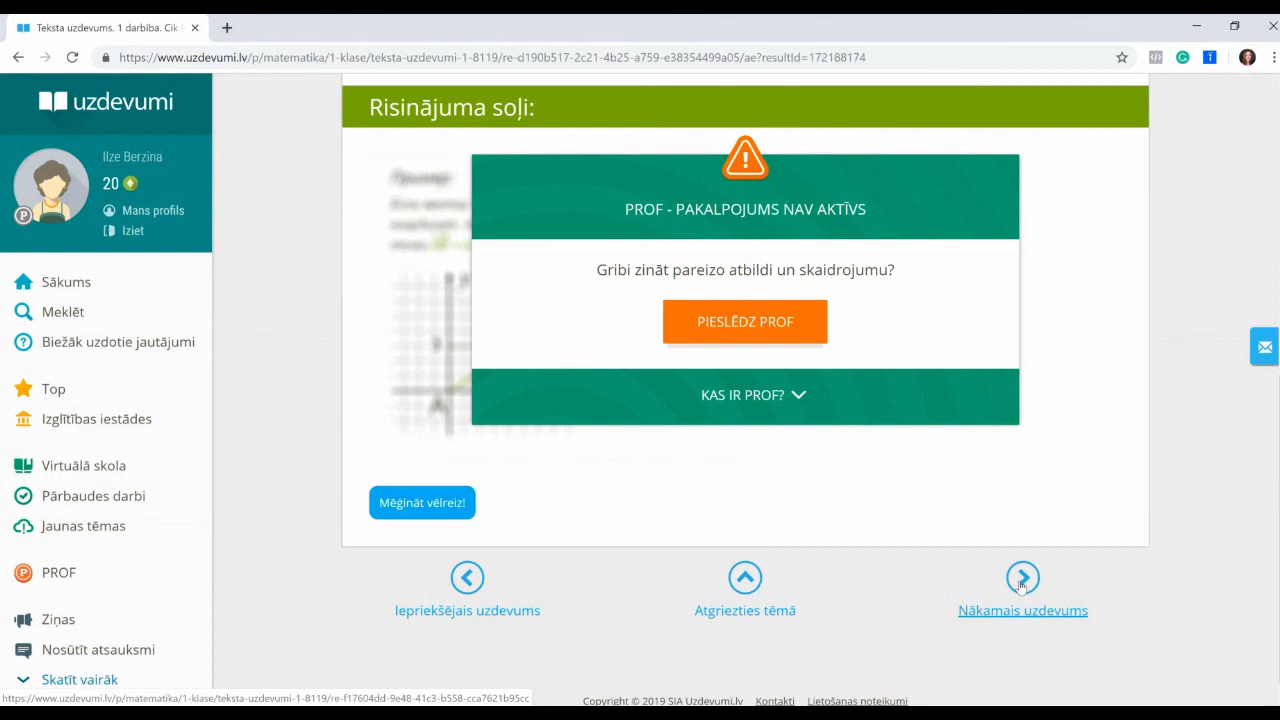 Teksta uzdevums. 1 darbība. Cik
https://www.uzdevumi.lv/p/matematika/1-klase/teksta-uzdevums-1-8119/re-d190b517-2c21-4b25-a759-e38354499a05/ae?resultId=172188174
uzdevumi
Ilze Berzina
20
Mans profils
P
Iziet
Sākums
Meklēt
Biežāk uzdotie jautājumi
Top
Izglītības iestādes
Virtuālā skola
Pārbaudes darbi
Jaunas tēmas
PROF
Ziņas
Nosūtīt atsauksmi
Skatīt vairāk
Risinājuma soļi:
PROF - PAKALPOJUMS NAV AKTĪVS
Gribi zināt pareizo atbildi un skaidrojumu?
PIESLĒDZ PROF
KAS IR PROF?
Mēģināt vēlreiz!
Iepriekšējais uzdevums
Atgriezties tēmā
Nākamais uzdevums
https://www.uzdevumi.lv/p/matematika/1-klase/teksta-uzdevums-1-8119/re-f17604dd-9e48-41c3-b558-cca7621b95cc
Copyright © 2019 SIA Uzdevumi.lv Kontakti Lietošanas noteikumi